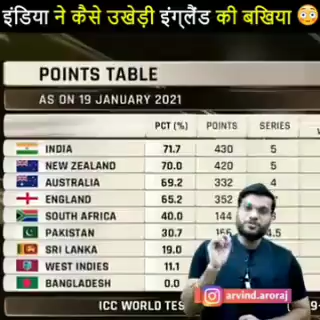 इंडिया ने कैसे उखेड़ी इंग्लैंड की बखिया 😳
POINTS TABLE
AS ON 19 JANUARY 2021
PCT (%) POINTS SERIES
INDIA 71.7 430 5
NEW ZEALAND 70.0 420 5
AUSTRALIA 69.2 332 4
ENGLAND 65.2 352
SOUTH AFRICA 40.0 144
PAKISTAN 30.7 166
SRI LANKA 19.0
WEST INDIES 11.1
BANGLADESH 0.0
ICC WORLD TES
arvind.aroraj